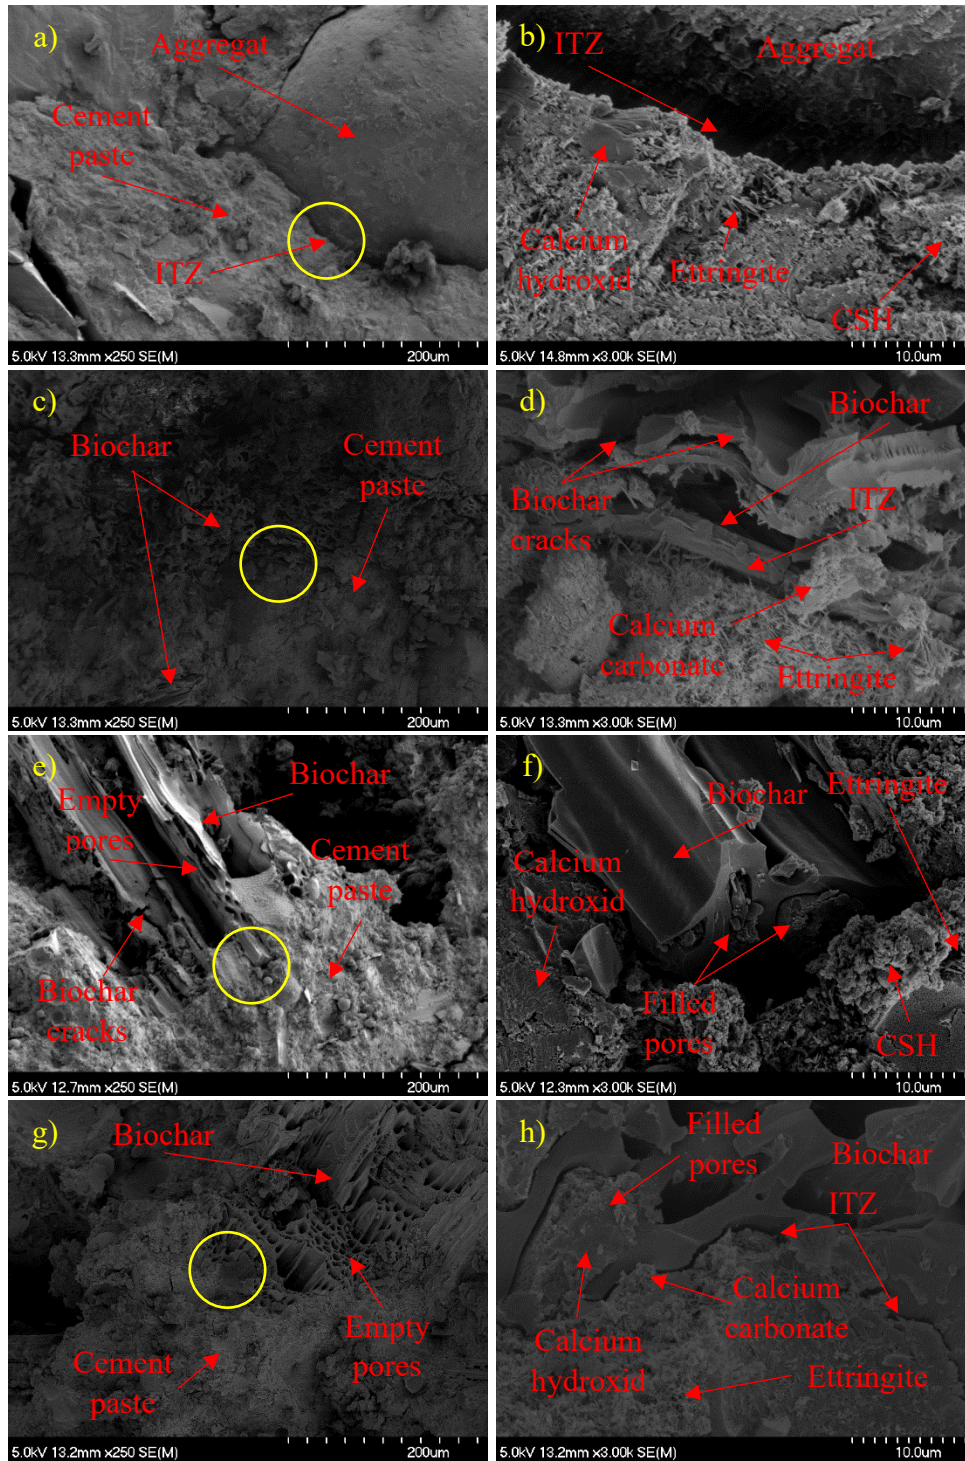 a)
Aggregat
Cement
paste
ITZ
5.0kV 13.3mm x250 SE(M)
200um
b)
ITZ
Aggregat
Calcium
hydroxid
Ettringite
CSH
5.0kV 14.8mm x3.00k SE(M)
10.0um
c)
Biochar
Cement
paste
5.0kV 13.3mm x250 SE(M)
200um
d)
Biochar
Biochar
cracks
ITZ
Calcium
carbonate
Ettringite
5.0kV 13.3mm x3.00k SE(M)
10.0um
e)
Biochar
Empty
pores
Cement
paste
Biochar
cracks
5.0kV 12.7mm x250 SE(M)
200um
f)
Ettringite
Biochar
Calcium
hydroxid
Filled
pores
CSH
5.0kV 12.3mm x3.00k SE(M)
10.0um
g)
Biochar
Empty
pores
Cement
paste
5.0kV 13.2mm x250 SE(M)
200um
h)
Filled
pores
Biochar
ITZ
Calcium
carbonate
Calcium
hydroxid
Ettringite
5.0kV 13.2mm x3.00k SE(M)
10.0um